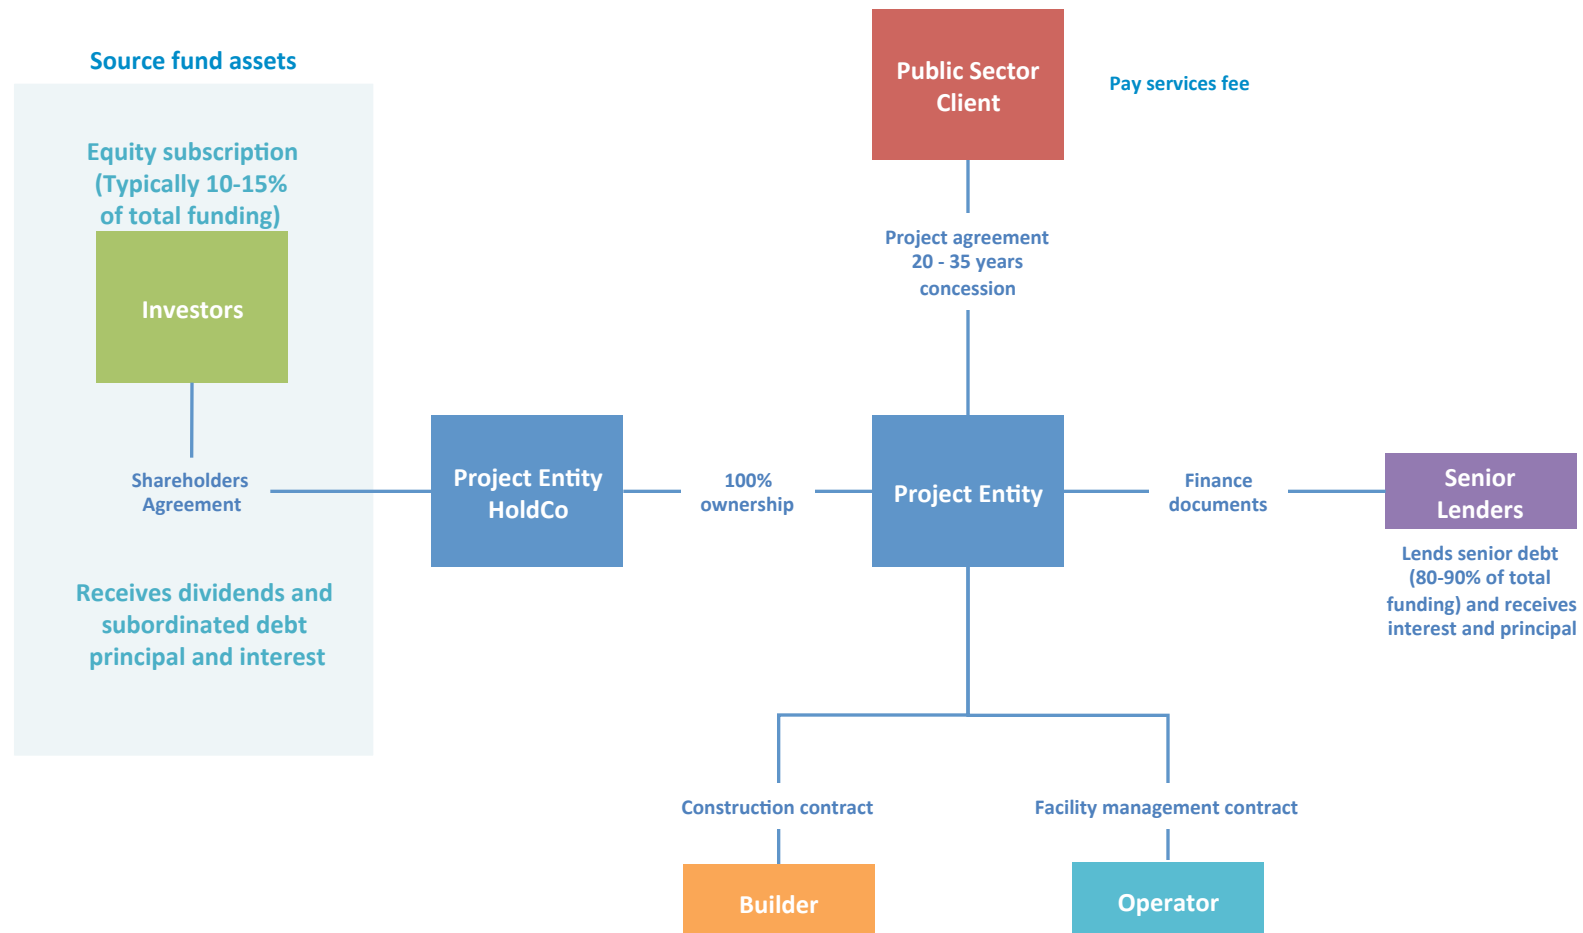 Source fund assets
Equity subscription
(Typically 10-15%
of total funding)
Investors
Shareholders
Agreement
Receives dividends and
subordinated debt
principal and interest
Project Entity
HoldCo
100%
ownership
Public Sector
Client
Pay services fee
Project agreement
20 - 35 years
concession
Project Entity
Finance
documents
Senior
Lenders
Lends senior debt
(80-90% of total
funding) and receives
interest and principal
Construction contract
Builder
Facility management contract
Operator